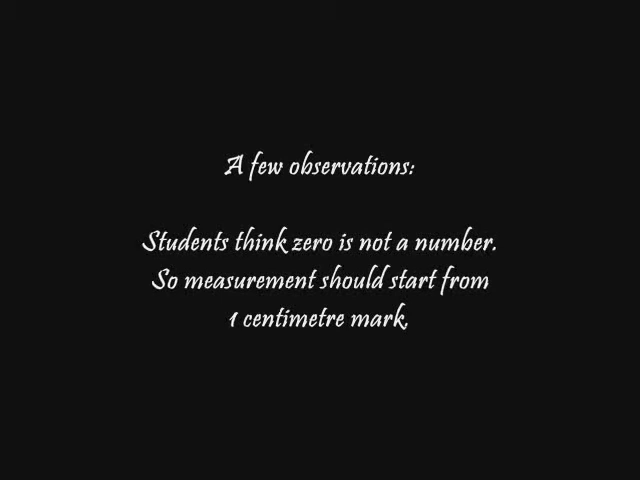 A few observations:
Students think zero is not a number.
So measurement should start from
1 centimetre mark.